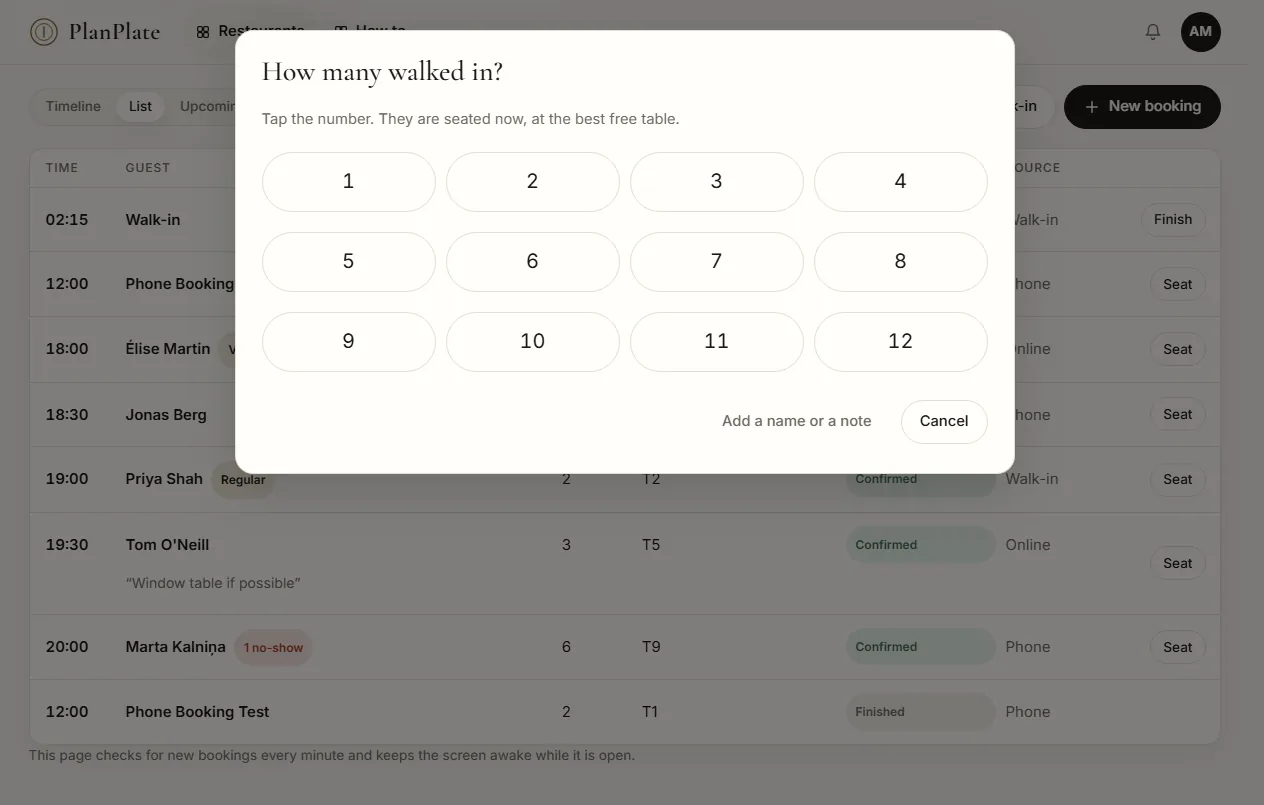 PlanPlate
Restaurants
How to
AM
Timeline
List
New booking
How many walked in?
Tap the number. They are seated now, at the best free table.
1 2 3 4
5 6 7 8
9 10 11 12
Add a name or a note
Cancel
TIME GUEST
02:15 Walk-in Finish
12:00 Phone Booking Seat
18:00 Élise Martin Seat
18:30 Jonas Berg Seat
19:00 Priya Shah Regular 2 T2 Confirmed Walk-in Seat
19:30 Tom O'Neill 3 T5 Confirmed Online Seat
“Window table if possible”
20:00 Marta Kalniņa 1 no-show 6 T9 Confirmed Phone Seat
12:00 Phone Booking Test 2 T1 Finished Phone
This page checks for new bookings every minute and keeps the screen awake while it is open.